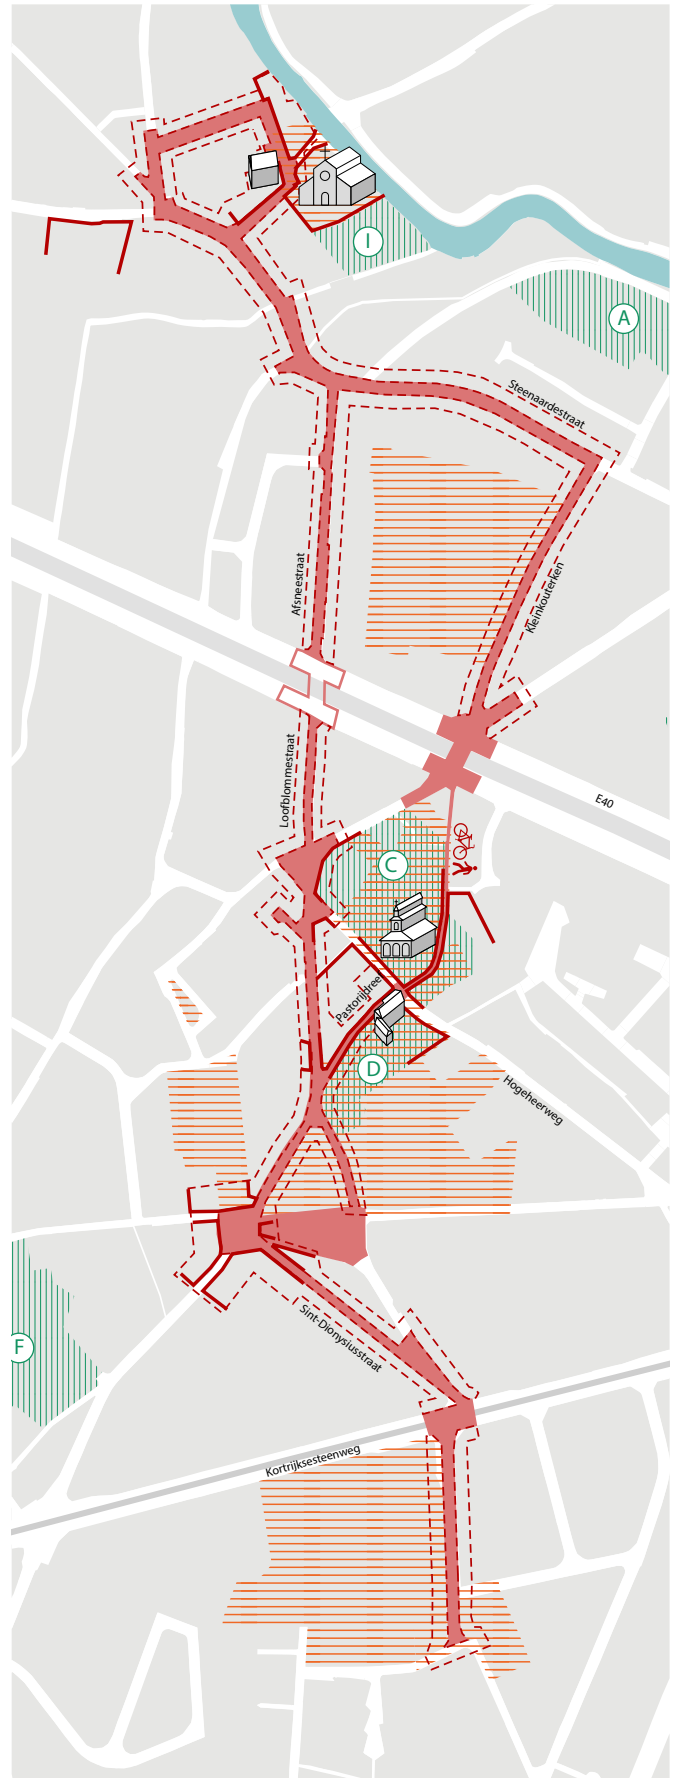 I
A
Steenaardestraat
Afsneestraat
Kleinkouterken
Loofblommestraat
E40
C
Pastorijdreef
D
Hogeheerweg
F
Sint-Dionysiusstraat
Kortrijksesteenweg